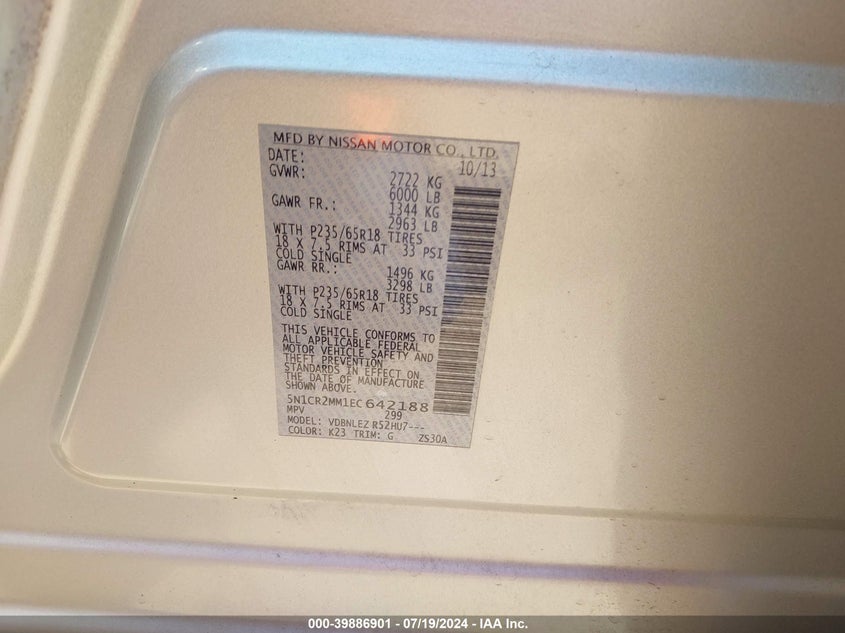 MFD BY NISSAN MOTOR CO., LTD.
DATE: 10/13
GVWR: 2722 KG
6000 LB
GAWR FR.: 1344 KG
2963 LB
WITH P235/65R18 TIRES
18 X 7.5 RIMS AT 33 PSI
COLD SINGLE
GAWR RR.: 1496 KG
3298 LB
WITH P235/65R18 TIRES
18 X 7.5 RIMS AT 33 PSI
COLD SINGLE
THIS VEHICLE CONFORMS TO
ALL APPLICABLE FEDERAL
MOTOR VEHICLE SAFETY AND
THEFT PREVENTION
STANDARDS IN EFFECT ON
THE DATE OF MANUFACTURE
SHOWN ABOVE.
5N1CR2MM1EC642188
MPV 299
MODEL: VDBNLEZ R52HU7---
COLOR: K23 TRIM: G ZS30A
000-39886901 - 07/19/2024 - IAA Inc.